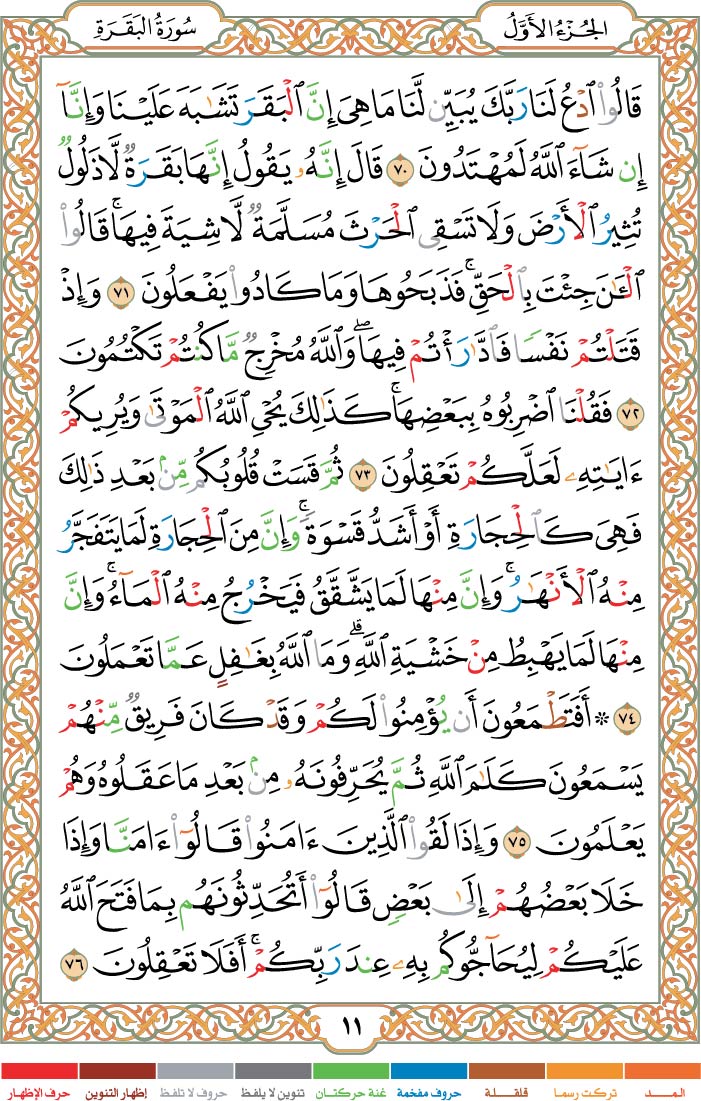 الجُزْءُ الأَوَّلُ
سُورَةُ البَقَرَةِ
قَالُوا۟ ٱدْعُ لَنَا رَبَّكَ يُبَيِّن لَّنَا مَا هِىَ إِنَّ ٱلْبَقَرَ تَشَـٰبَهَ عَلَيْنَا وَإِنَّآ
إِن شَآءَ ٱللَّهُ لَمُهْتَدُونَ ٧٠ قَالَ إِنَّهُۥ يَقُولُ إِنَّهَا بَقَرَةٌ لَّا ذَلُولٌ
تُثِيرُ ٱلْأَرْضَ وَلَا تَسْقِى ٱلْحَرْثَ مُسَلَّمَةٌ لَّا شِيَةَ فِيهَا ۚ قَالُوا۟
ٱلْـَٔـٰنَ جِئْتَ بِٱلْحَقِّ ۚ فَذَبَحُوهَا وَمَا كَادُوا۟ يَفْعَلُونَ ٧١ وَإِذْ
قَتَلْتُمْ نَفْسًا فَٱدَّٰرَْٰٔتُمْ فِيهَا ۖ وَٱللَّهُ مُخْرِجٌ مَّا كُنتُمْ تَكْتُمُونَ
٧٢ فَقُلْنَا ٱضْرِبُوهُ بِبَعْضِهَا ۚ كَذَٰلِكَ يُحْىِ ٱللَّهُ ٱلْمَوْتَىٰ وَيُرِيكُمْ
ءَايَـٰتِهِۦ لَعَلَّكُمْ تَعْقِلُونَ ٧٣ ثُمَّ قَسَتْ قُلُوبُكُم مِّنۢ بَعْدِ ذَٰلِكَ
فَهِىَ كَٱلْحِجَارَةِ أَوْ أَشَدُّ قَسْوَةً ۚ وَإِنَّ مِنَ ٱلْحِجَارَةِ لَمَا يَتَفَجَّرُ
مِنْهُ ٱلْأَنْهَـٰرُ ۚ وَإِنَّ مِنْهَا لَمَا يَشَّقَّقُ فَيَخْرُجُ مِنْهُ ٱلْمَآءُ ۚ وَإِنَّ
مِنْهَا لَمَا يَهْبِطُ مِنْ خَشْيَةِ ٱللَّهِ ۗ وَمَا ٱللَّهُ بِغَـٰفِلٍ عَمَّا تَعْمَلُونَ
٧٤ * أَفَتَطْمَعُونَ أَن يُؤْمِنُوا۟ لَكُمْ وَقَدْ كَانَ فَرِيقٌ مِّنْهُمْ
يَسْمَعُونَ كَلَـٰمَ ٱللَّهِ ثُمَّ يُحَرِّفُونَهُۥ مِنۢ بَعْدِ مَا عَقَلُوهُ وَهُمْ
يَعْلَمُونَ ٧٥ وَإِذَا لَقُوا۟ ٱلَّذِينَ ءَامَنُوا۟ قَالُوٓا۟ ءَامَنَّا وَإِذَا
خَلَا بَعْضُهُمْ إِلَىٰ بَعْضٍ قَالُوٓا۟ أَتُحَدِّثُونَهُم بِمَا فَتَحَ ٱللَّهُ
عَلَيْكُمْ لِيُحَآجُّوكُم بِهِۦ عِندَ رَبِّكُمْ ۚ أَفَلَا تَعْقِلُونَ ٧٦
١١
المــد تركت رسما قلقلة حروف مفخمة غنة حركتان تنوين لا يلفظ حروف لا تلفظ إظهار التنوين حرف الإظهار